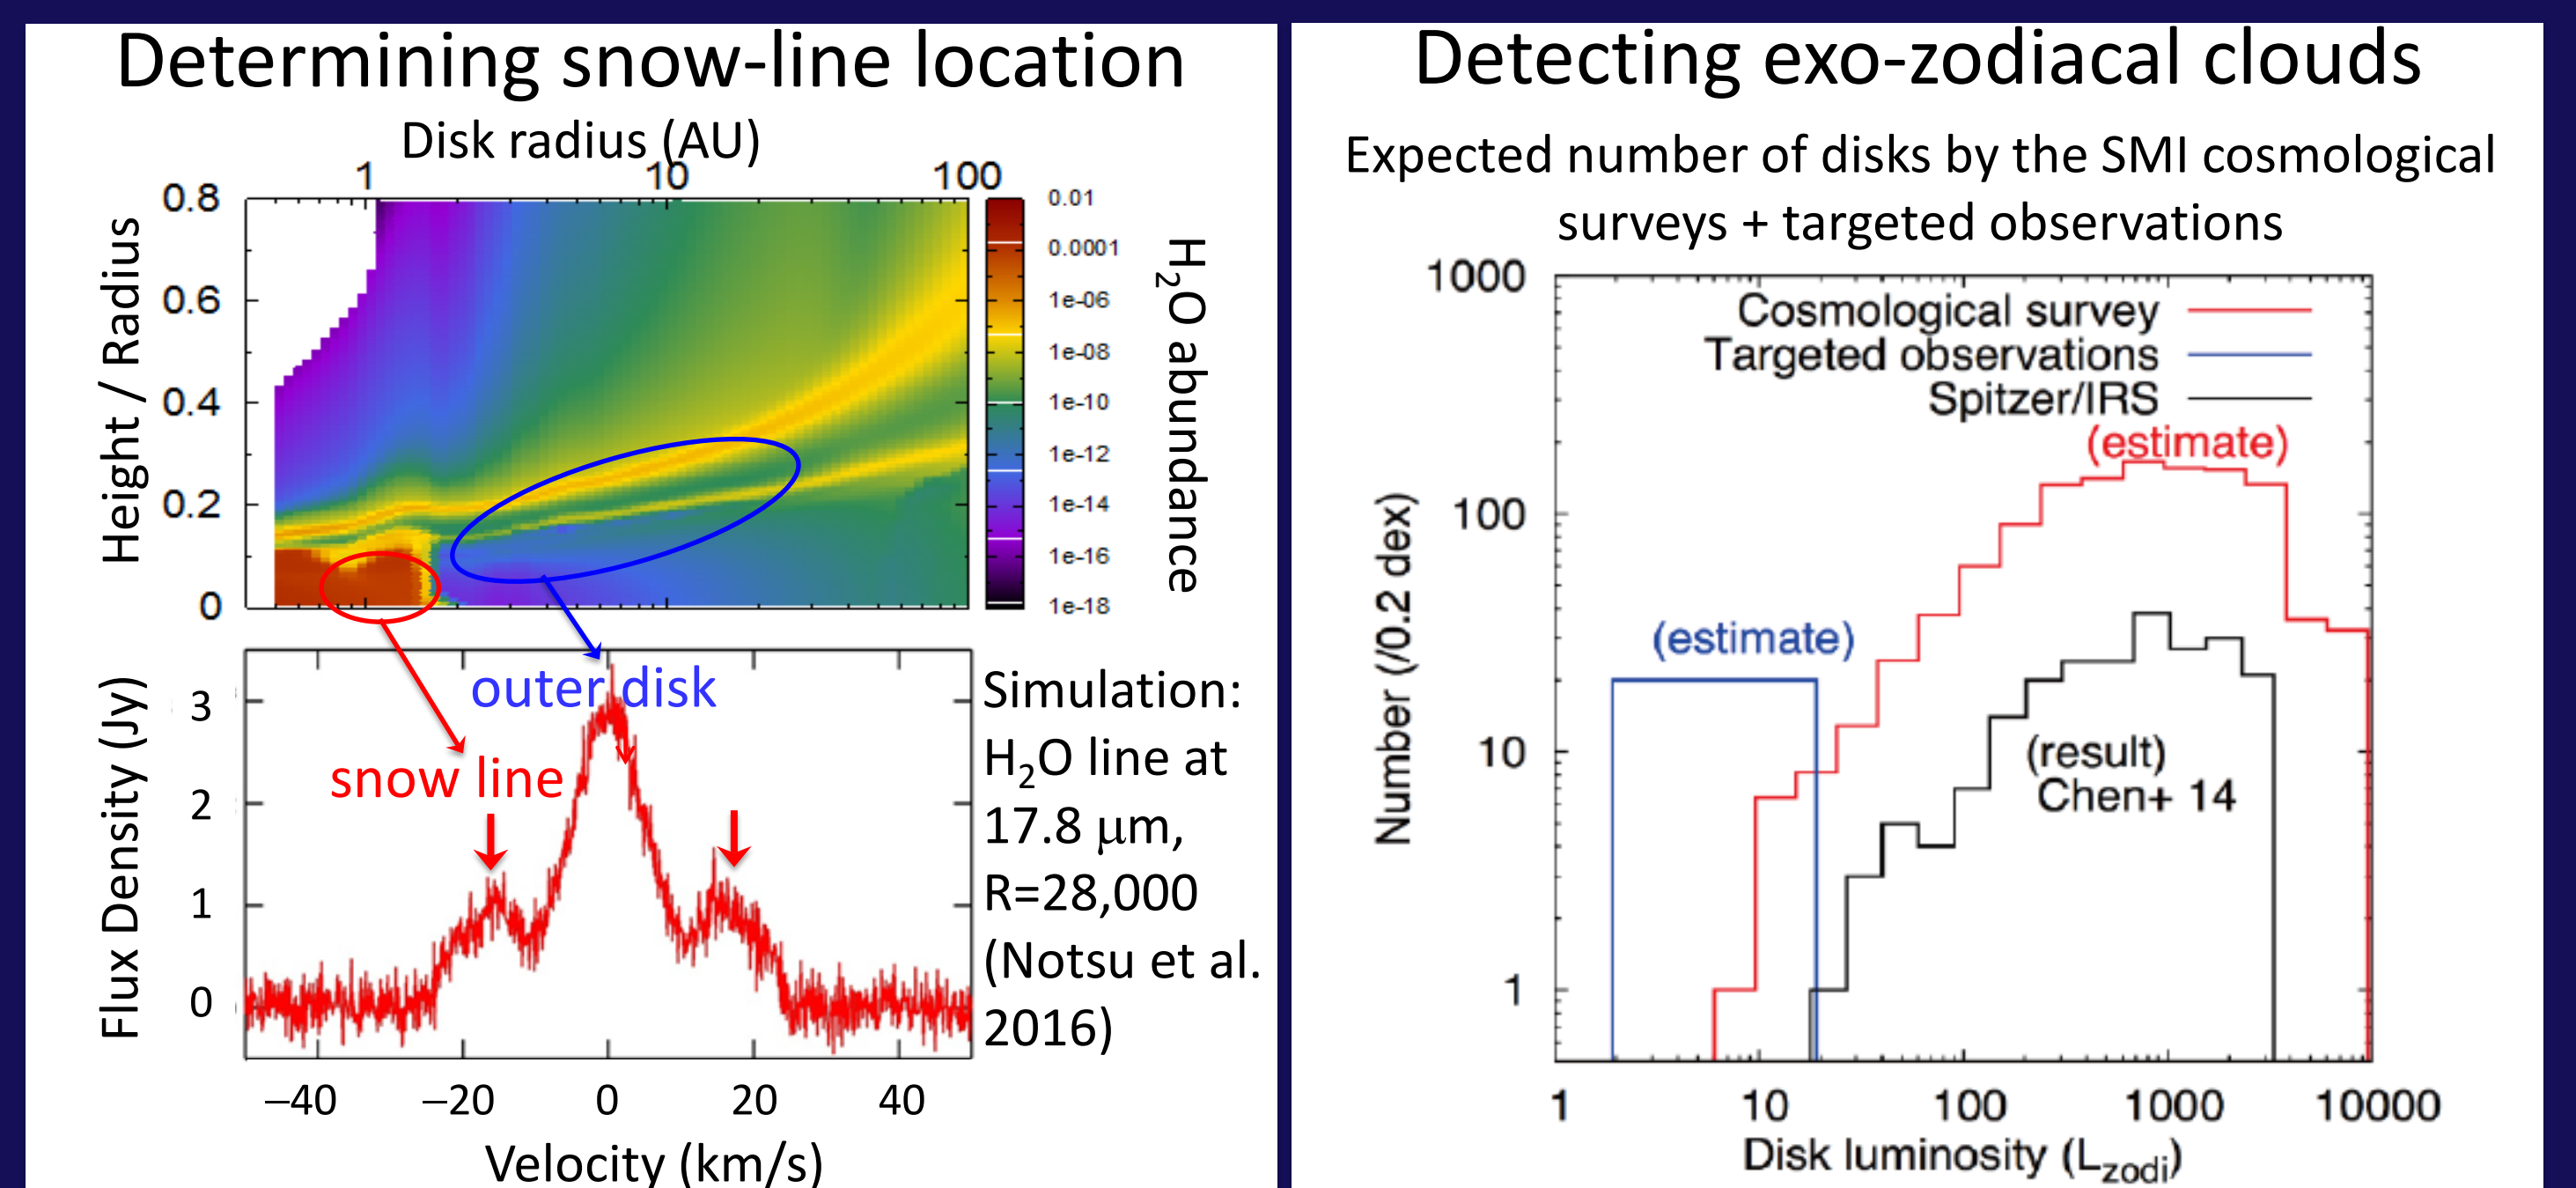 Determining snow-line location
Disk radius (AU)
1 10 100
Height / Radius
0.8
0.6
0.4
0.2
0
0.01
0.0001
1e-06
1e-08
1e-10
1e-12
1e-14
1e-16
1e-18
H₂O abundance
outer disk
snow line
Flux Density (Jy)
3
2
1
0
–40 –20 0 20 40
Velocity (km/s)
Simulation:
H₂O line at
17.8 μm,
R=28,000
(Notsu et al.
2016)
Detecting exo-zodiacal clouds
Expected number of disks by the SMI cosmological
surveys + targeted observations
Number (/0.2 dex)
1000
100
10
1
Cosmological survey
Targeted observations
Spitzer/IRS
(estimate)
(estimate)
(result)
Chen+ 14
1 10 100 1000 10000
Disk luminosity (L_zodi)